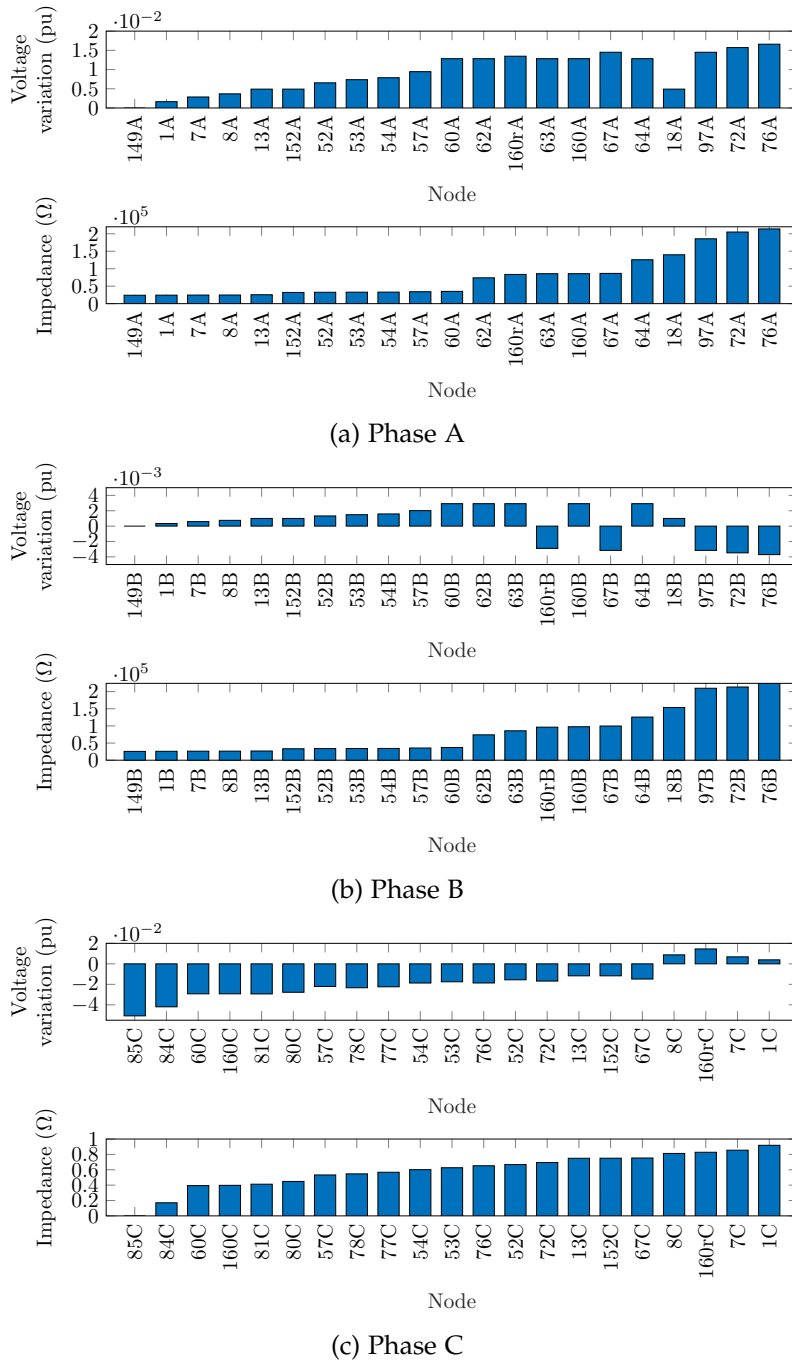 ·10−2
Voltage
variation (pu)
2
1.5
1
0.5
0
149A 1A 7A 8A 13A 152A 52A 53A 54A 57A 60A 62A 160rA 63A 160A 67A 64A 18A 97A 72A 76A
Node
·10^5
Impedance (Ω)
2
1.5
1
0.5
0
149A 1A 7A 8A 13A 152A 52A 53A 54A 57A 60A 62A 160rA 63A 160A 67A 64A 18A 97A 72A 76A
Node
(a) Phase A
·10−3
Voltage
variation (pu)
4
2
0
−2
−4
149B 1B 7B 8B 13B 152B 52B 53B 54B 57B 60B 62B 63B 160rB 160B 67B 64B 18B 97B 72B 76B
Node
·10^5
Impedance (Ω)
2
1.5
1
0.5
0
149B 1B 7B 8B 13B 152B 52B 53B 54B 57B 60B 62B 63B 160rB 160B 67B 64B 18B 97B 72B 76B
Node
(b) Phase B
·10−2
Voltage
variation (pu)
2
0
−2
−4
85C 84C 60C 160C 81C 80C 57C 78C 77C 54C 53C 76C 52C 72C 13C 152C 67C 8C 160rC 7C 1C
Node
Impedance (Ω)
1
0.8
0.6
0.4
0.2
0
85C 84C 60C 160C 81C 80C 57C 78C 77C 54C 53C 76C 52C 72C 13C 152C 67C 8C 160rC 7C 1C
Node
(c) Phase C